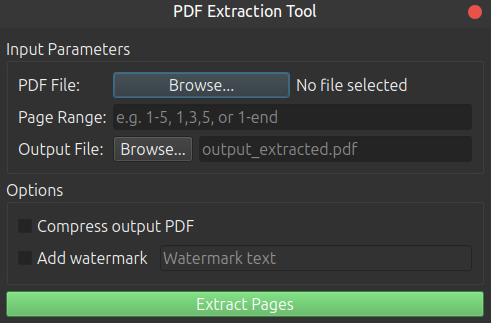 PDF Extraction Tool
Input Parameters
PDF File: Browse... No file selected
Page Range: e.g. 1-5, 1,3,5, or 1-end
Output File: Browse... output_extracted.pdf
Options
Compress output PDF
Add watermark Watermark text
Extract Pages